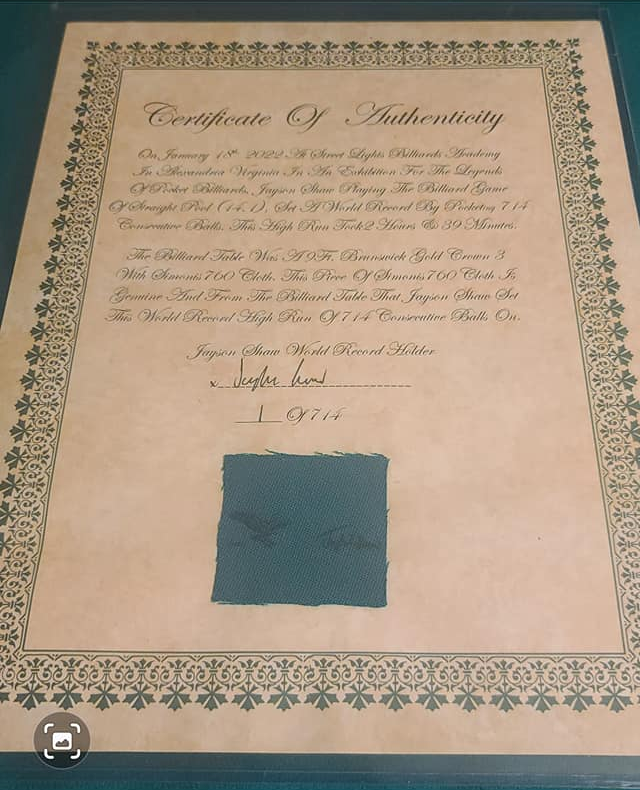 Certificate Of Authenticity
On January 18th 2022 At Street Lights Billiards Academy
In Alexandria Virginia In An Exhibition For The Legends
Of Pocket Billiards, Jayson Shaw Playing The Billiard Game
Of Straight Pool (14.1), Set A World Record By Pocketing 714
Consecutive Balls. This High Run Took 2 Hours & 39 Minutes.
The Billiard Table Was A 9Ft. Brunswick Gold Crown 3
With Simonis 760 Cloth. This Piece Of Simonis 760 Cloth Is
Genuine And From The Billiard Table That Jayson Shaw Set
This World Record High Run Of 714 Consecutive Balls On.
Jayson Shaw World Record Holder
x
1 Of 714